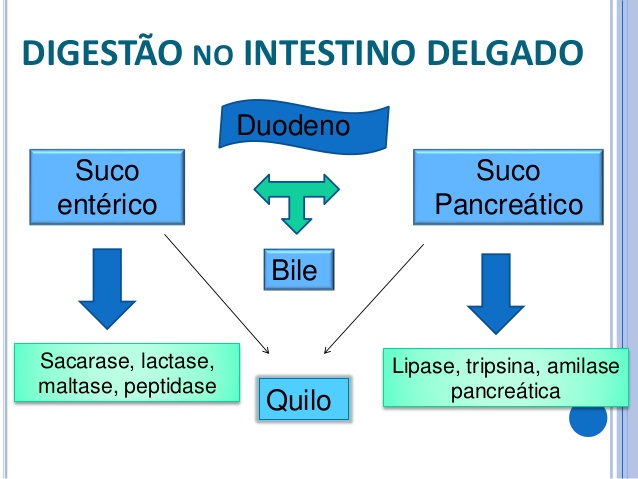 DIGESTÃO NO INTESTINO DELGADO
Duodeno
Suco
entérico
Suco
Pancreático
Bile
Sacarase, lactase,
maltase, peptidase
Lipase, tripsina, amilase
pancreática
Quilo